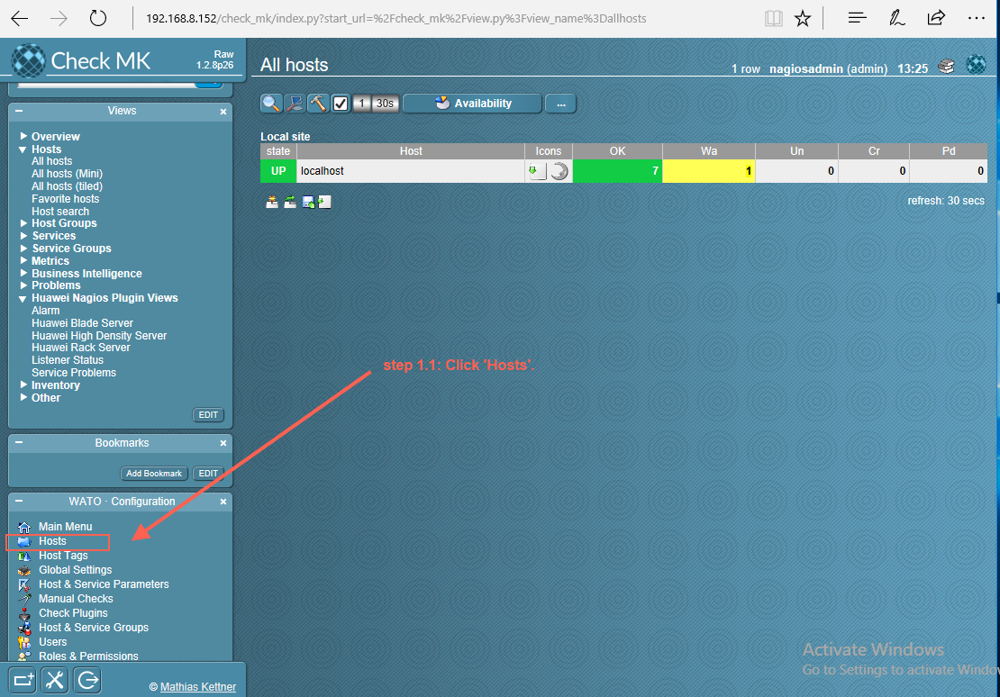 192.168.8.152/check_mk/index.py?start_url=%2Fcheck_mk%2Fview.py%3Fview_name%3Dallhosts
Check MK
Raw
1.2.8p26
Views
Overview
Hosts
All hosts
All hosts (Mini)
All hosts (tiled)
Favorite hosts
Host search
Host Groups
Services
Service Groups
Metrics
Business Intelligence
Problems
Huawei Nagios Plugin Views
Alarm
Huawei Blade Server
Huawei High Density Server
Huawei Rack Server
Listener Status
Service Problems
Inventory
Other
EDIT
Bookmarks
Add Bookmark EDIT
WATO · Configuration
Main Menu
Hosts
Host Tags
Global Settings
Host & Service Parameters
Manual Checks
Check Plugins
Host & Service Groups
Users
Roles & Permissions
© Mathias Kettner
All hosts
1 row nagiosadmin (admin) 13:25
1 30s Availability ...
Local site
state Host Icons OK Wa Un Cr Pd
UP localhost 7 1 0 0 0
refresh: 30 secs
step 1.1: Click 'Hosts'.
Activate Windows
Go to Settings to activate Windo